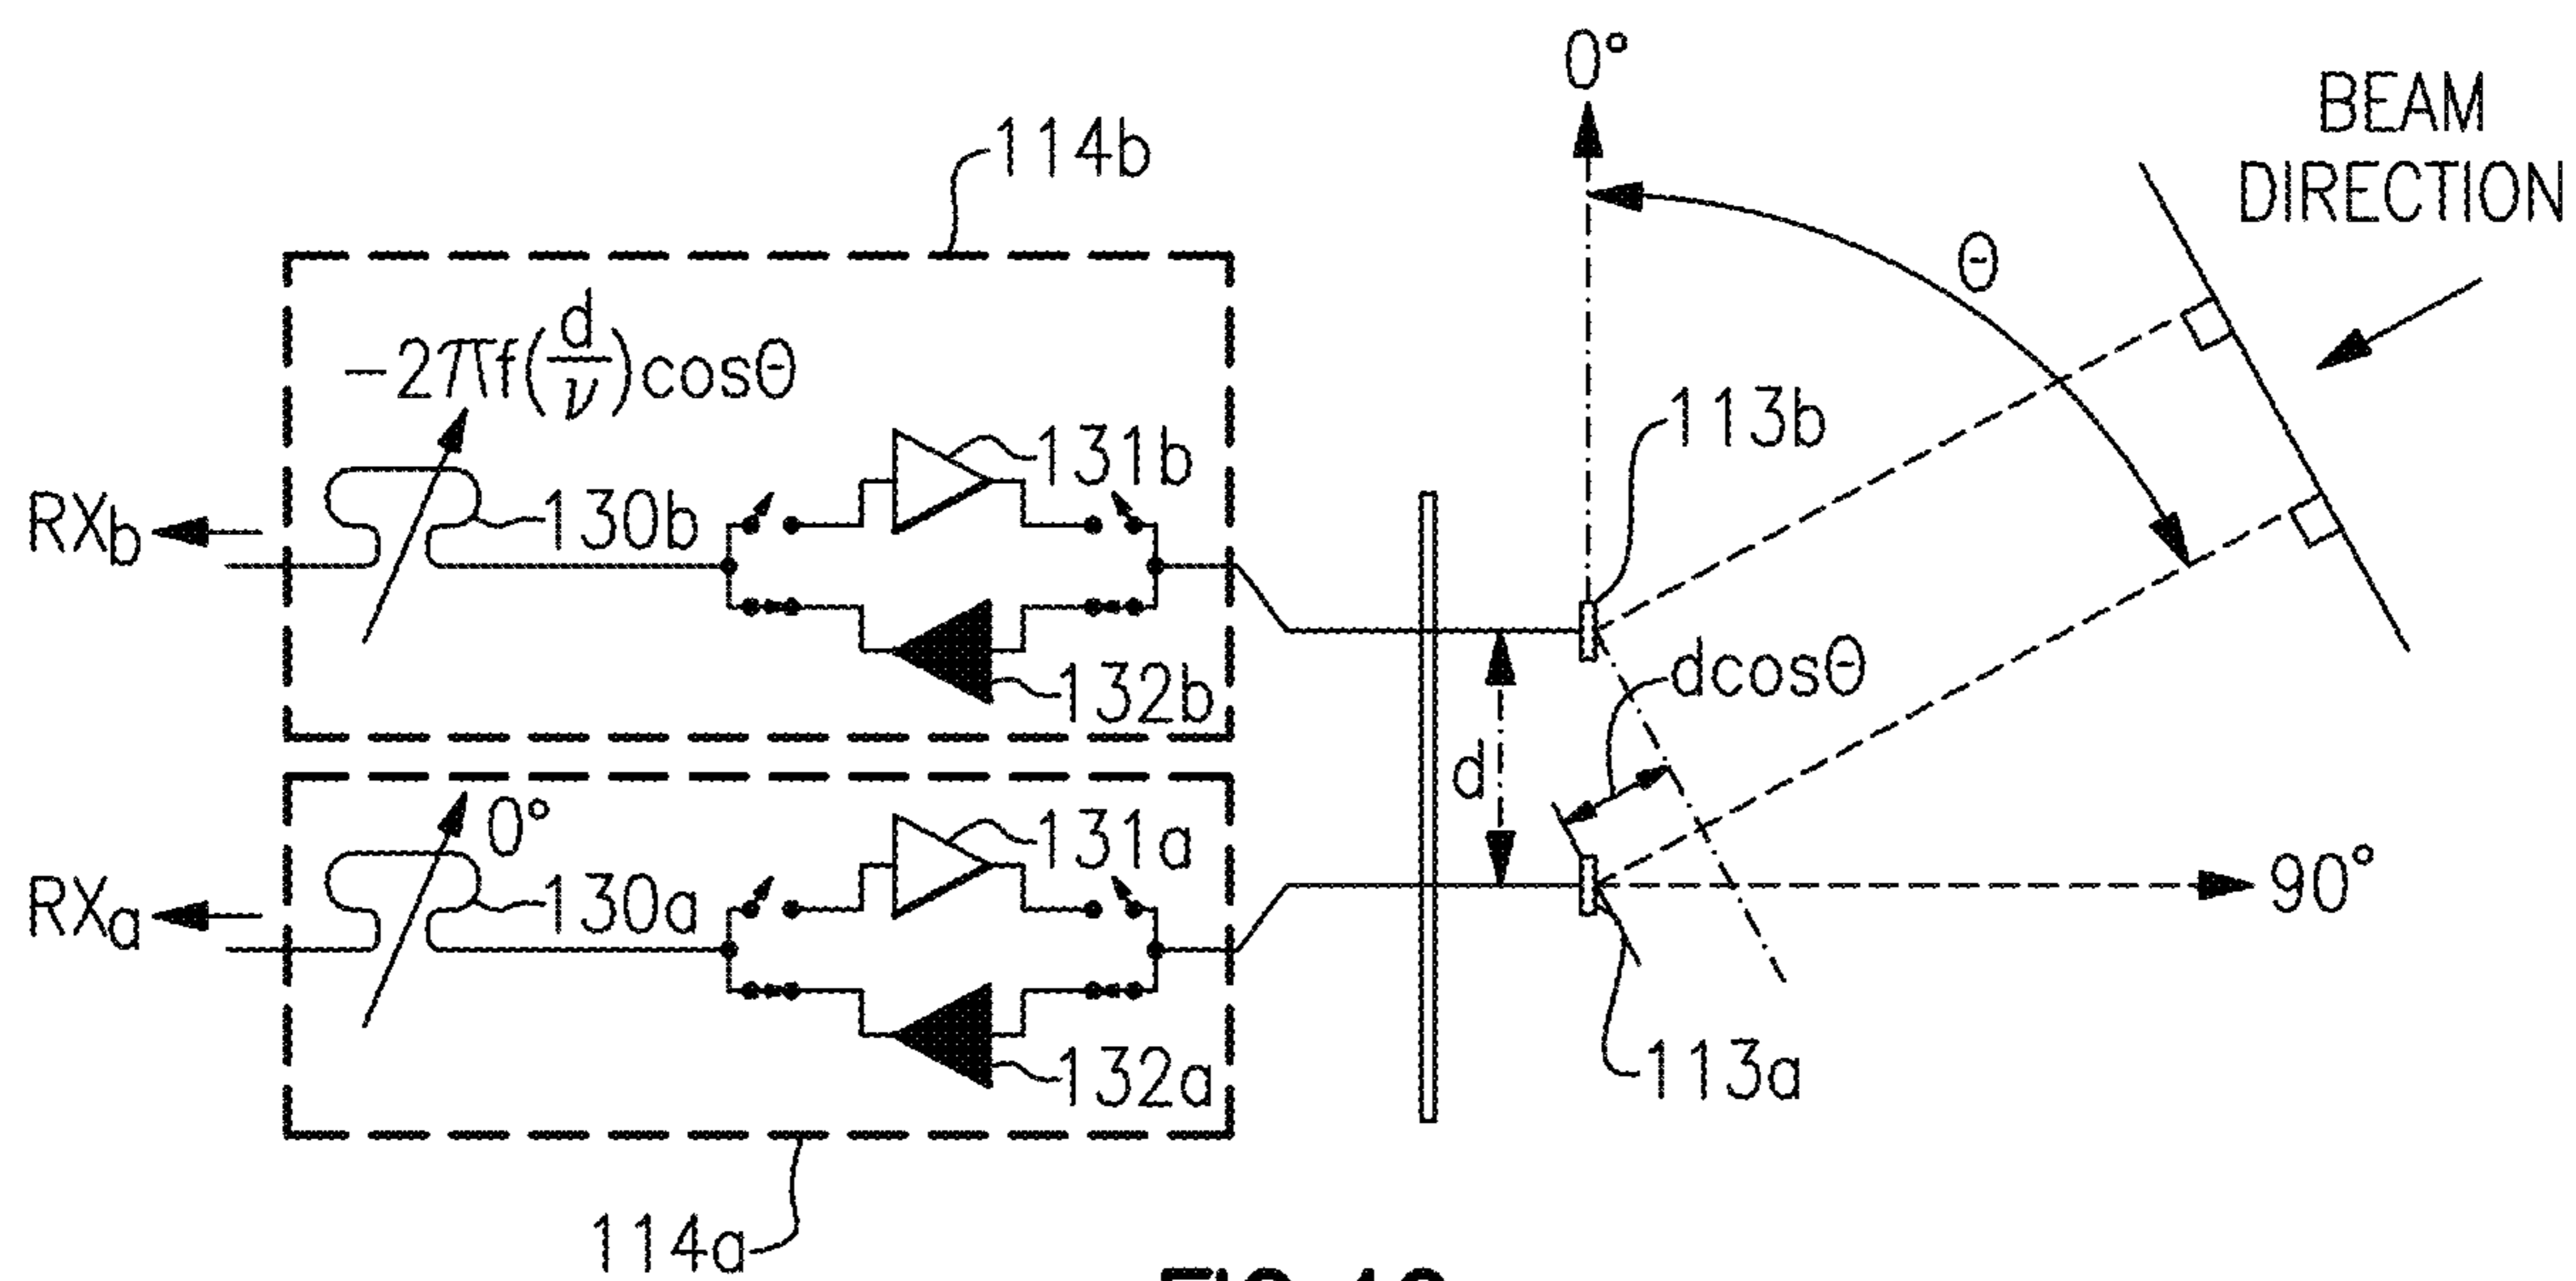 0°
BEAM
DIRECTION
θ
114b
−2πf(d/ν)cosθ
131b
113b
RXb
130b
132b
dcosθ
d
0°
131a
RXa
130a
90°
132a
113a
114a